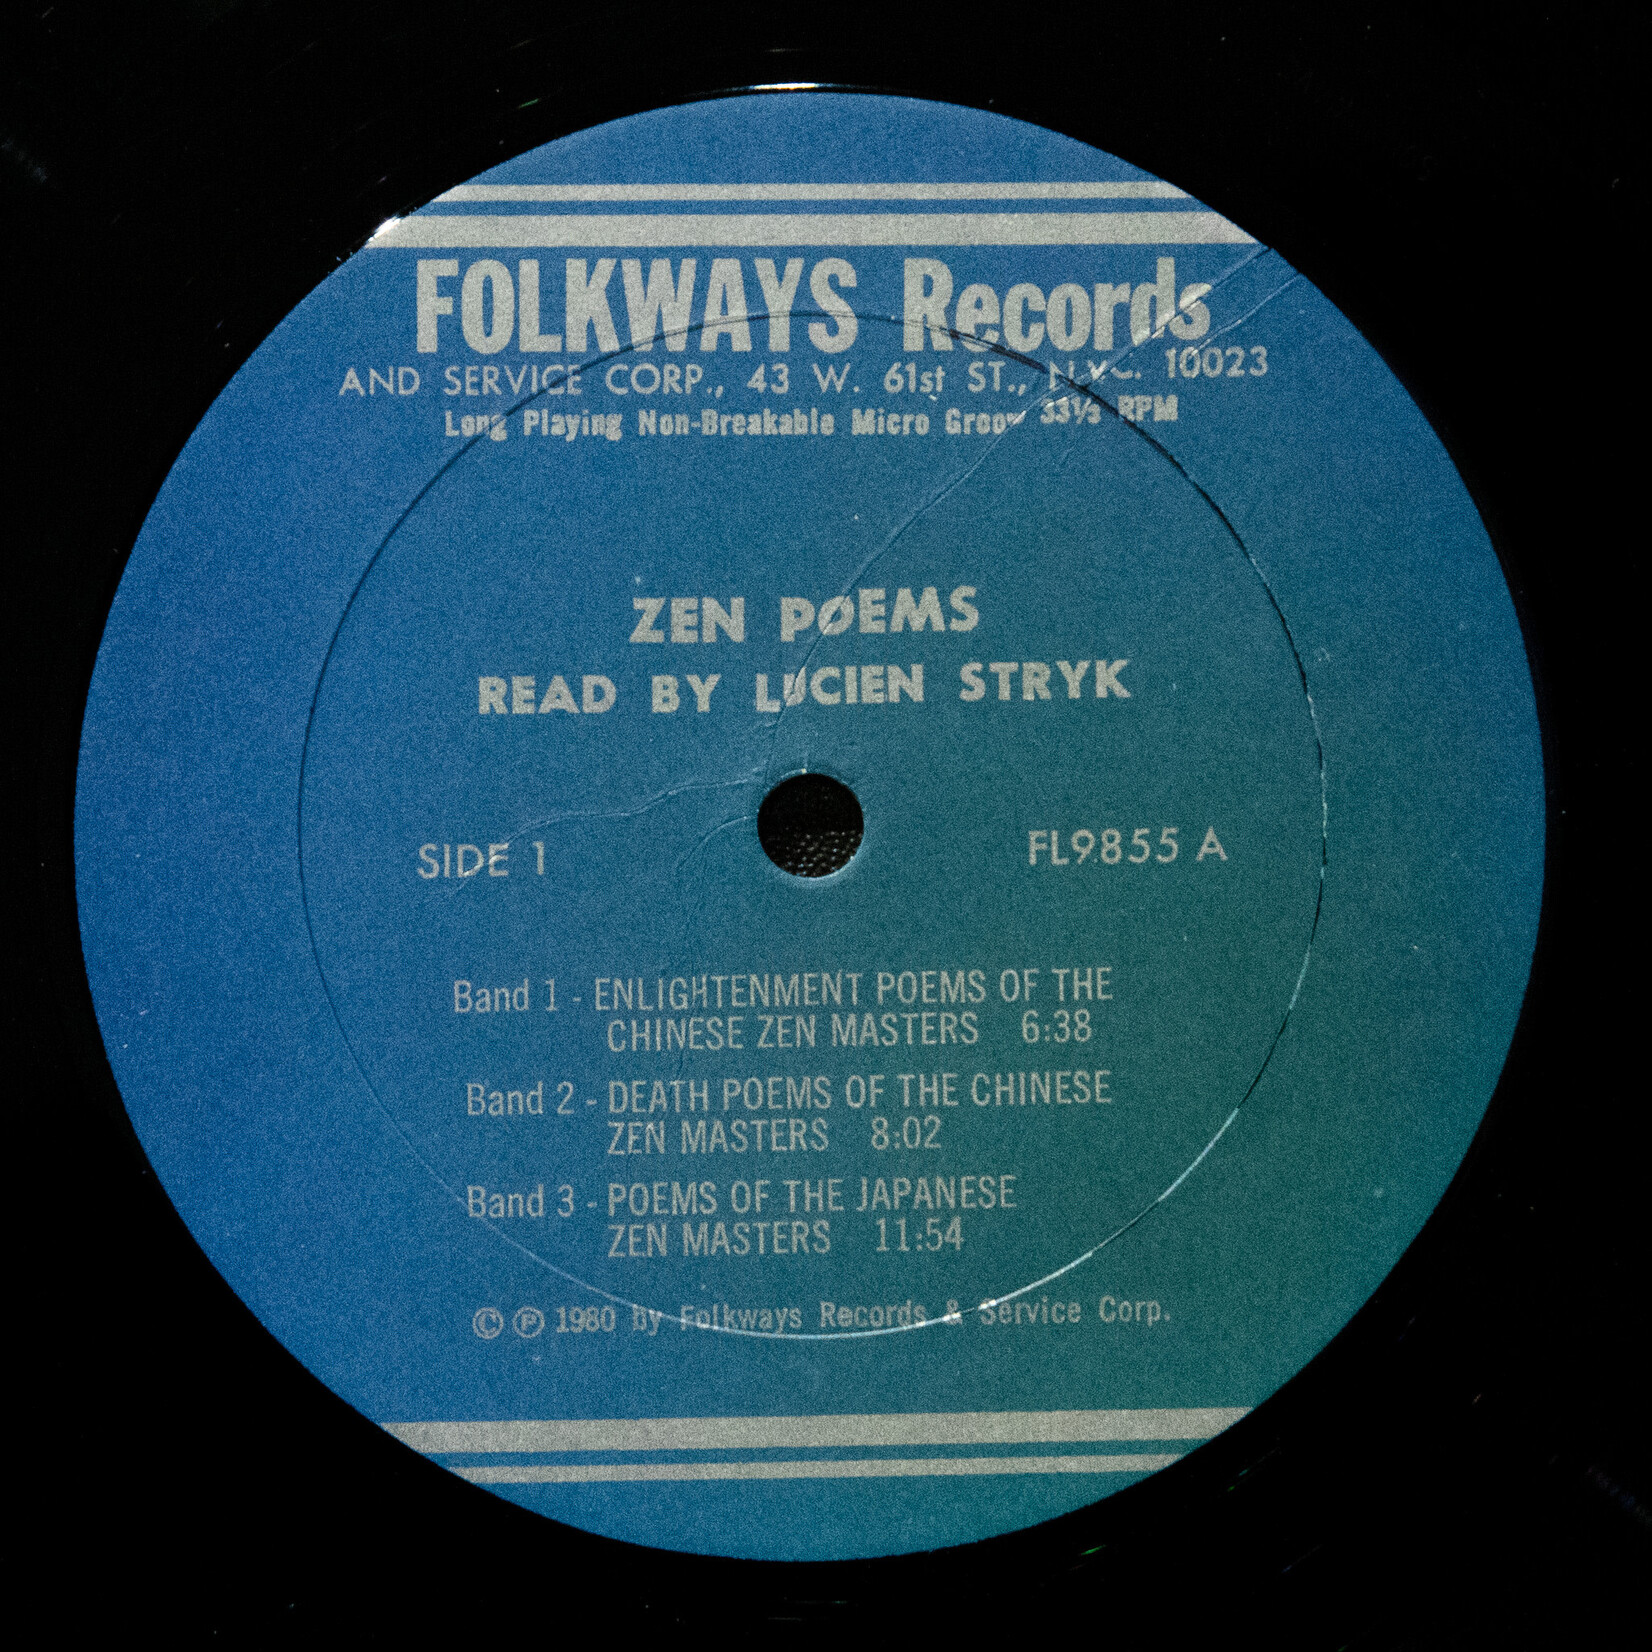 FOLKWAYS Records
AND SERVICE CORP., 43 W. 61st ST., N.Y.C. 10023
Long Playing Non-Breakable Micro Groov 33⅓ RPM
ZEN POEMS
READ BY LUCIEN STRYK
SIDE 1
FL9855 A
Band 1 - ENLIGHTENMENT POEMS OF THE
CHINESE ZEN MASTERS 6:38
Band 2 - DEATH POEMS OF THE CHINESE
ZEN MASTERS 8:02
Band 3 - POEMS OF THE JAPANESE
ZEN MASTERS 11:54
© ℗ 1980 by Folkways Records & Service Corp.